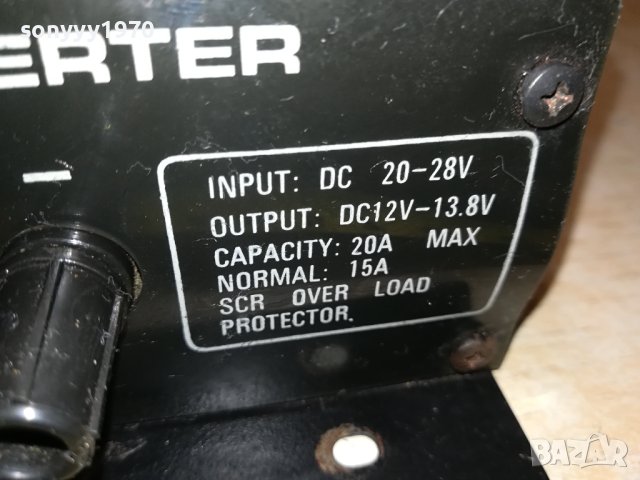 sonyyy1970
ERTER
–
INPUT: DC 20-28V
OUTPUT: DC12V-13.8V
CAPACITY: 20A MAX
NORMAL: 15A
SCR OVER LOAD
PROTECTOR.
BAZAR